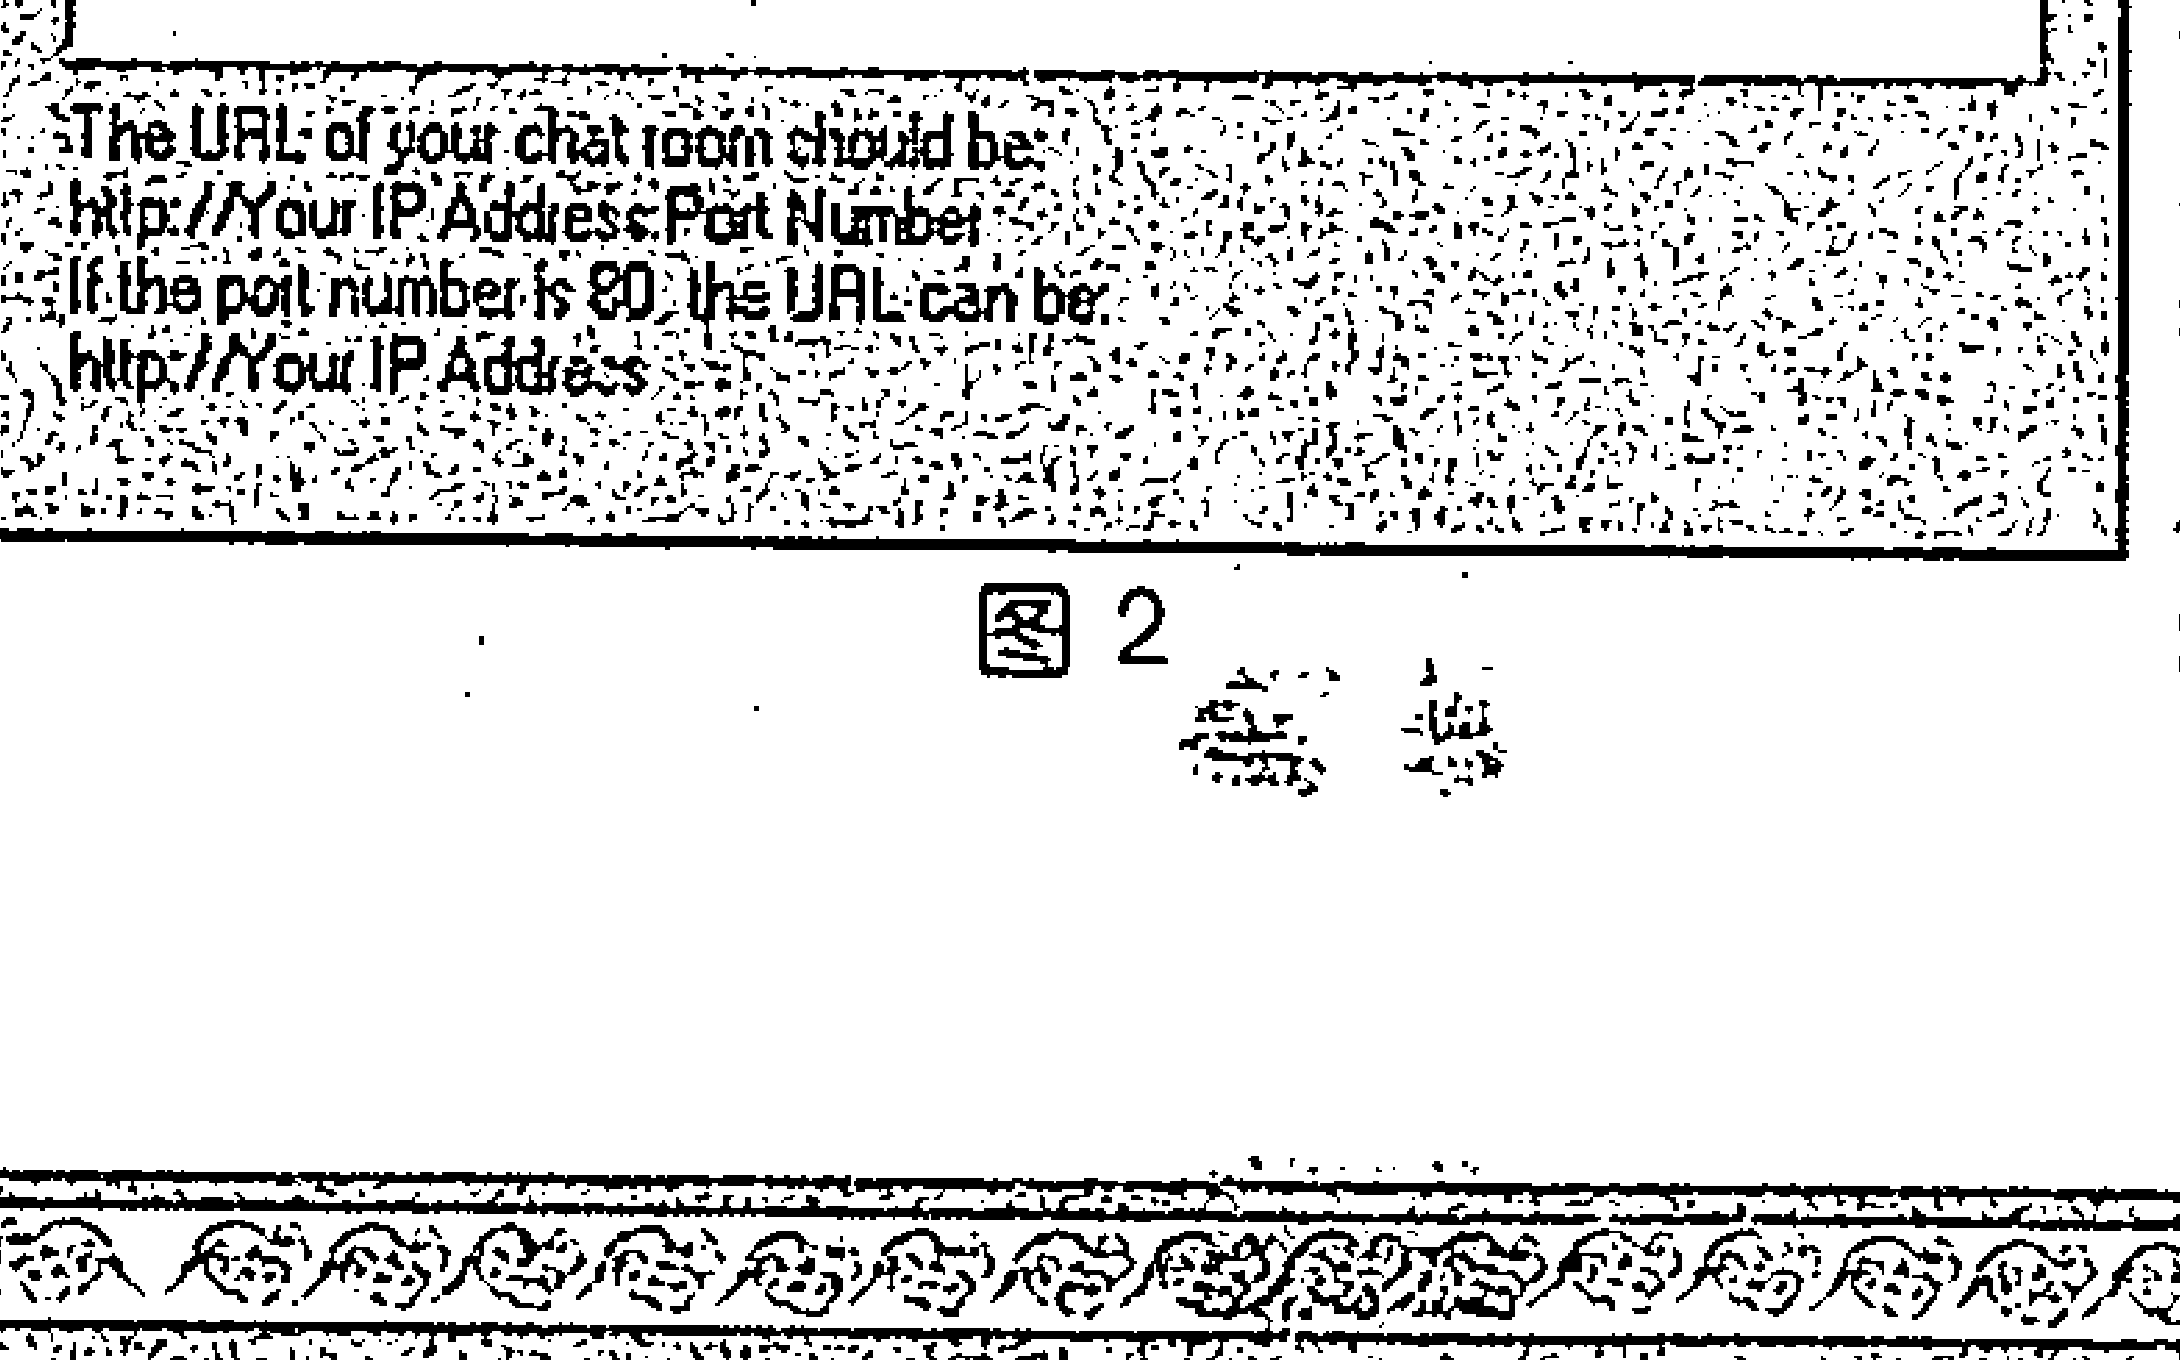 The URL of your chat room should be:
http://Your IP Address:Port Number
If the port number is 80, the URL can be:
http://Your IP Address
图 2